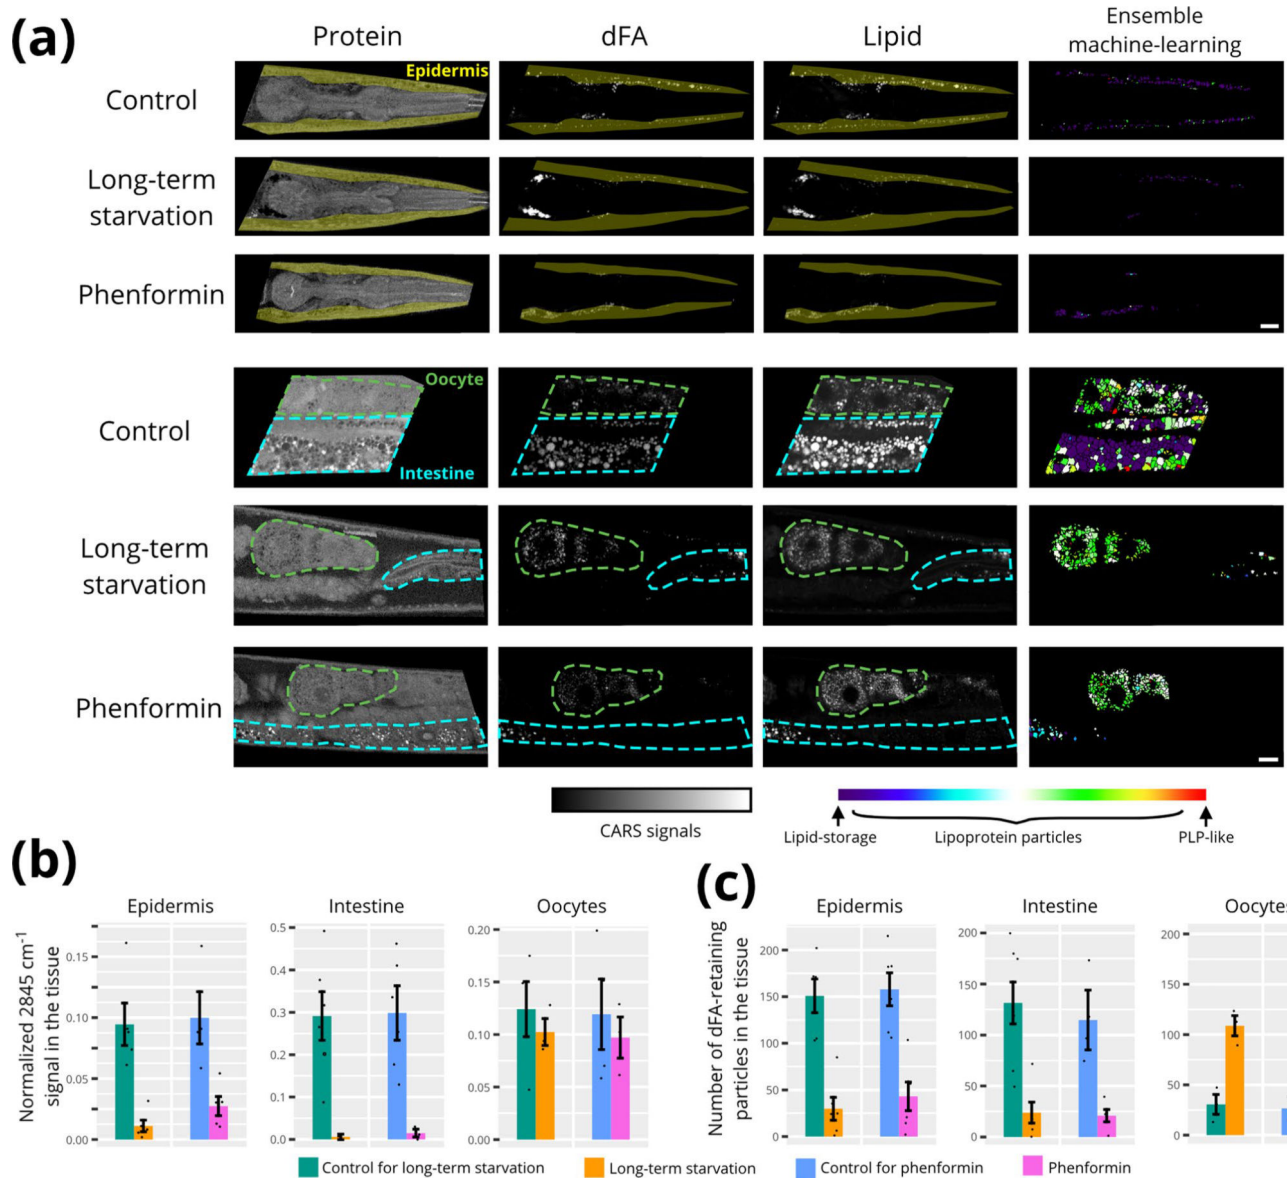 (a)
Protein
dFA
Lipid
Ensemble
machine-learning
Control
Epidermis
Long-term
starvation
Phenformin
Control
Oocyte
Intestine
Long-term
starvation
Phenformin
CARS signals
Lipid-storage
Lipoprotein particles
PLP-like
(b)
Epidermis
Intestine
Oocytes
Normalized 2845 cm⁻¹
signal in the tissue
0.15
0.10
0.05
0.00
0.5
0.4
0.3
0.2
0.1
0.0
0.20
0.15
0.10
0.05
0.00
(c)
Epidermis
Intestine
Oocytes
Number of dFA-retaining
particles in the tissue
200
150
100
50
0
200
150
100
50
0
200
150
100
50
0
Control for long-term starvation
Long-term starvation
Control for phenformin
Phenformin